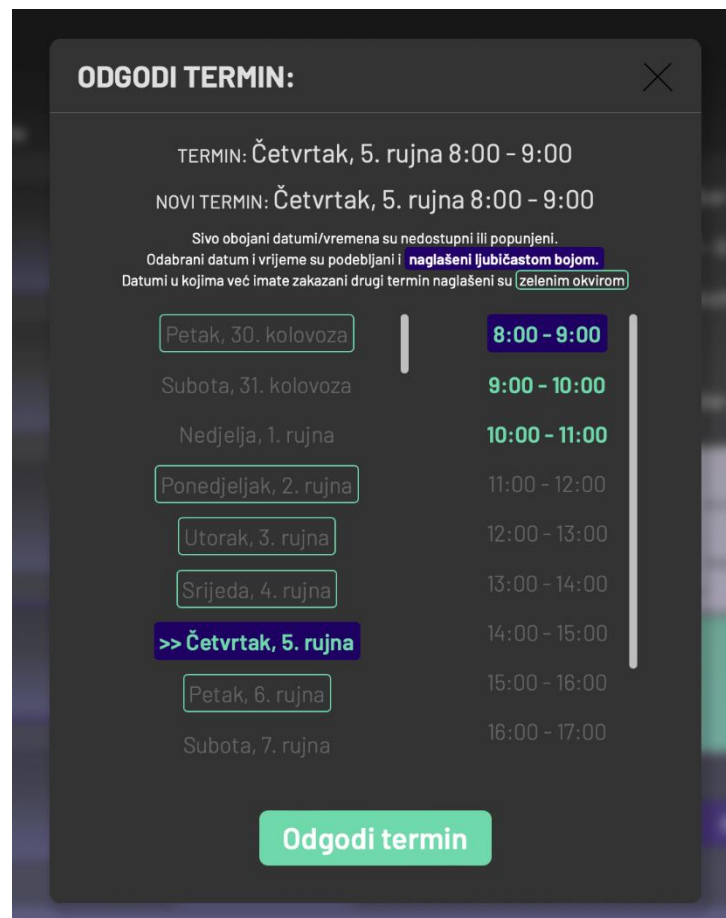 ODGODI TERMIN:
TERMIN: Četvrtak, 5. rujna 8:00 - 9:00
NOVI TERMIN: Četvrtak, 5. rujna 8:00 - 9:00
Sivo obojani datumi/vremena su nedostupni ili popunjeni.
Odabrani datum i vrijeme su podebljani i naglašeni ljubičastom bojom.
Datumi u kojima već imate zakazani drugi termin naglašeni su zelenim okvirom
Petak, 30. kolovoza
Subota, 31. kolovoza
Nedjelja, 1. rujna
Ponedjeljak, 2. rujna
Utorak, 3. rujna
Srijeda, 4. rujna
>> Četvrtak, 5. rujna
Petak, 6. rujna
Subota, 7. rujna
8:00 - 9:00
9:00 - 10:00
10:00 - 11:00
11:00 - 12:00
12:00 - 13:00
13:00 - 14:00
14:00 - 15:00
15:00 - 16:00
16:00 - 17:00
Odgodi termin